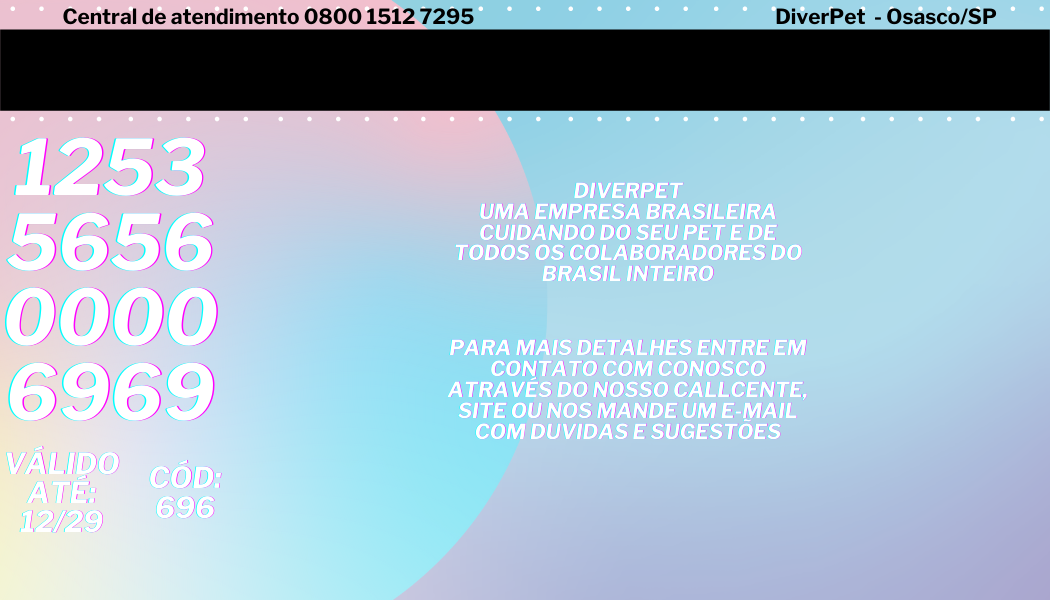 Central de atendimento 0800 1512 7295
DiverPet - Osasco/SP
1253
5656
0000
6969
VÁLIDO
ATÉ:
12/29
CÓD:
696
DIVERPET
UMA EMPRESA BRASILEIRA
CUIDANDO DO SEU PET E DE
TODOS OS COLABORADORES DO
BRASIL INTEIRO
PARA MAIS DETALHES ENTRE EM
CONTATO COM CONOSCO
ATRAVÉS DO NOSSO CALLCENTE,
SITE OU NOS MANDE UM E-MAIL
COM DUVIDAS E SUGESTÕES